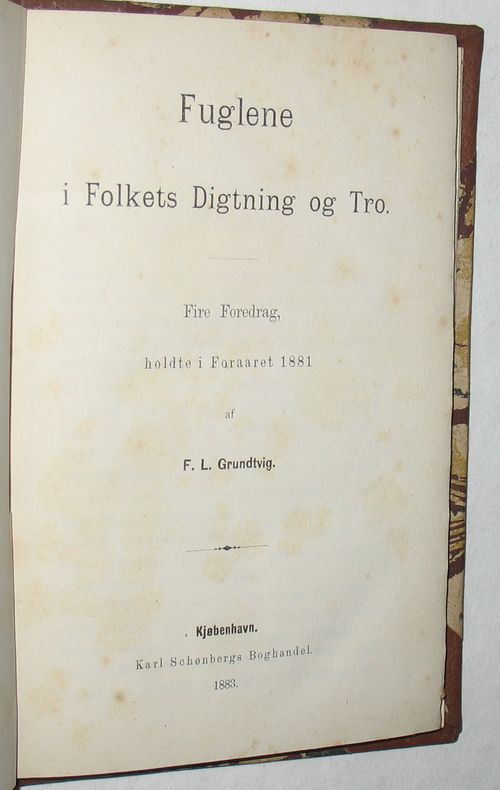 Fuglene
i Folkets Digtning og Tro.
Fire Foredrag,
holdte i Foraaret 1881
af
F. L. Grundtvig.
Kjøbenhavn.
Karl Schønbergs Boghandel.
1883.